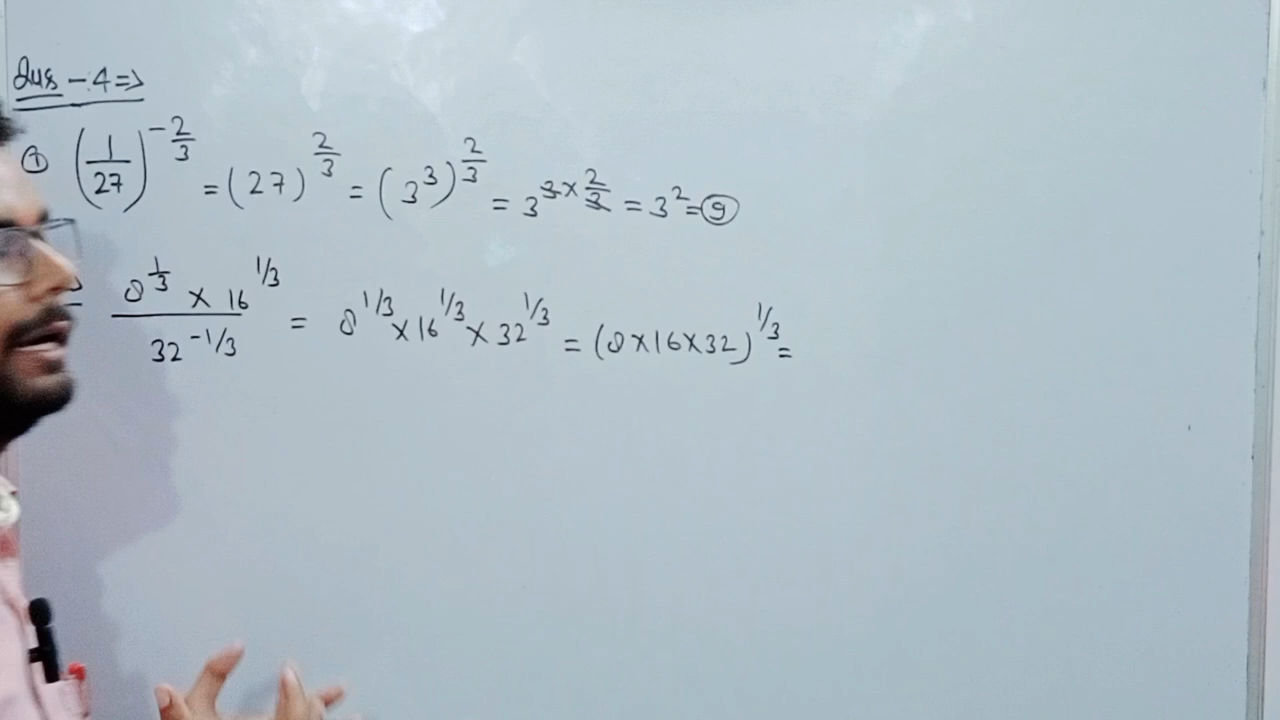 Ques - 4 =>
① (1/27)^(-2/3) = (27)^(2/3) = (3^3)^(2/3) = 3^(3×2/3) = 3^2 = 9
(8^(1/3) × 16^(1/3)) / 32^(-1/3) = 8^(1/3) × 16^(1/3) × 32^(1/3) = (8×16×32)^(1/3) =